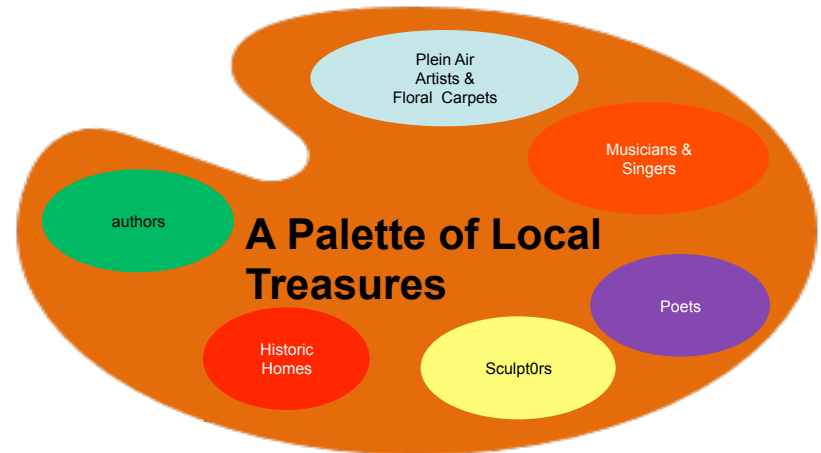 Plein Air
Artists &
Floral Carpets
Musicians &
Singers
authors
A Palette of Local
Treasures
Poets
Historic
Homes
Sculpt0rs